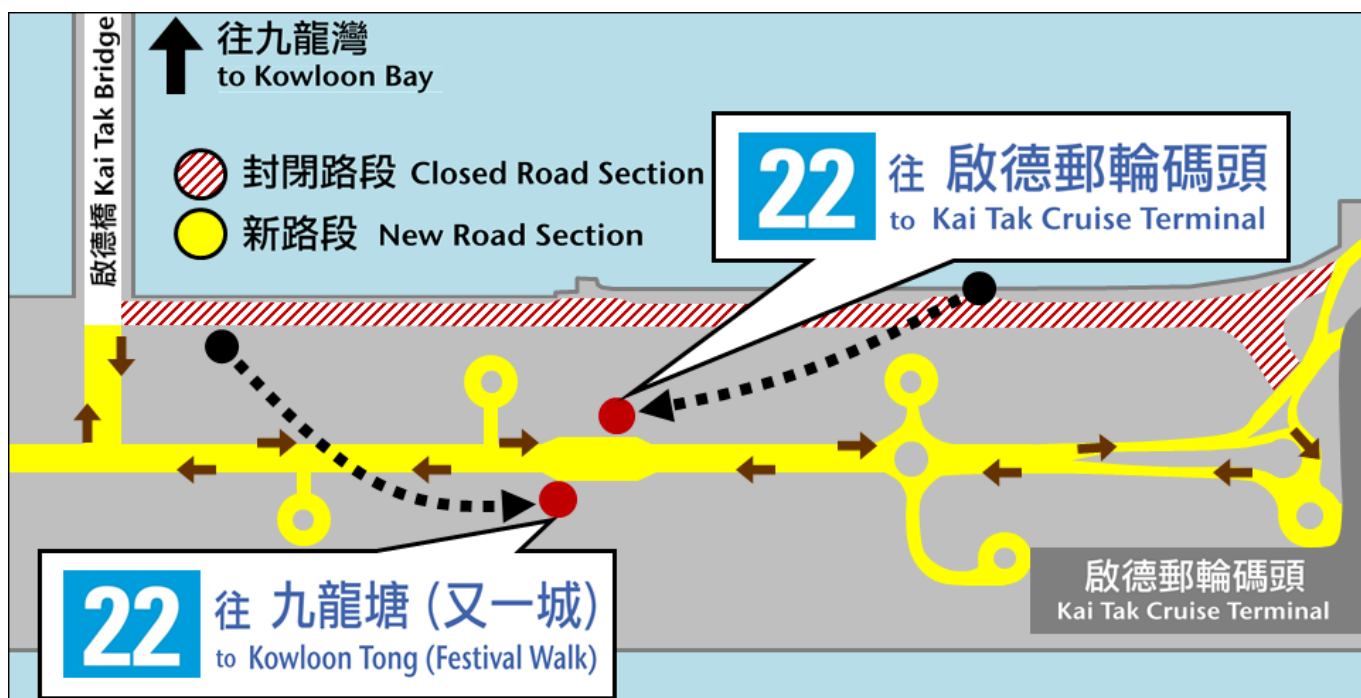 啟德橋 Kai Tak Bridge
往九龍灣
to Kowloon Bay
封閉路段 Closed Road Section
新路段 New Road Section
22 往 啟德郵輪碼頭
to Kai Tak Cruise Terminal
22 往 九龍塘 (又一城)
to Kowloon Tong (Festival Walk)
啟德郵輪碼頭
Kai Tak Cruise Terminal